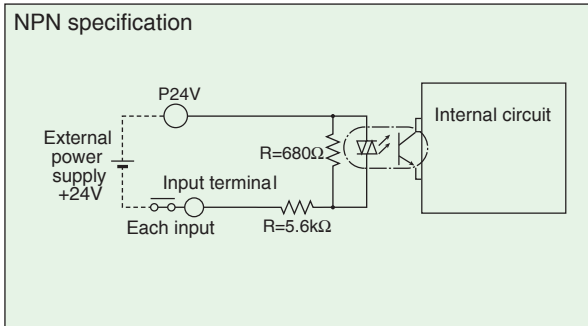 NPN specification
P24V
Internal circuit
External
power
supply
+24V
R=680Ω
Input terminal
Each input
R=5.6kΩ